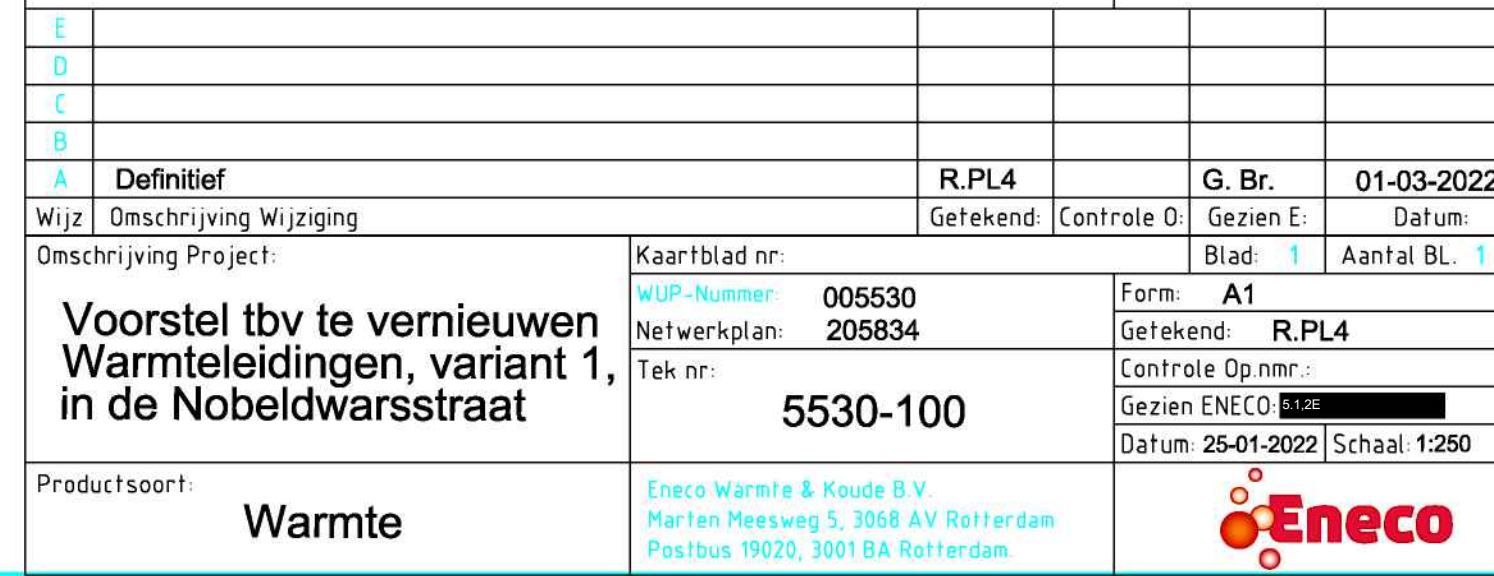 E
D
C
B
A Definitief R.PL4 G. Br. 01-03-2022
Wijz Omschrijving Wijziging Getekend: Controle O: Gezien E: Datum:
Omschrijving Project:
Voorstel tbv te vernieuwen
Warmteleidingen, variant 1,
in de Nobeldwarsstraat
Kaartblad nr: Blad: 1 Aantal BL. 1
WUP-Nummer: 005530
Netwerkplan: 205834
Tek nr:
5530-100
Form: A1
Getekend: R.PL4
Controle Op.nmr.:
Gezien ENECO: 5.1,2E
Datum: 25-01-2022 Schaal: 1:250
Productsoort:
Warmte
Eneco Warmte & Koude B.V.
Marten Meesweg 5, 3068 AV Rotterdam
Postbus 19020, 3001 BA Rotterdam.
Eneco